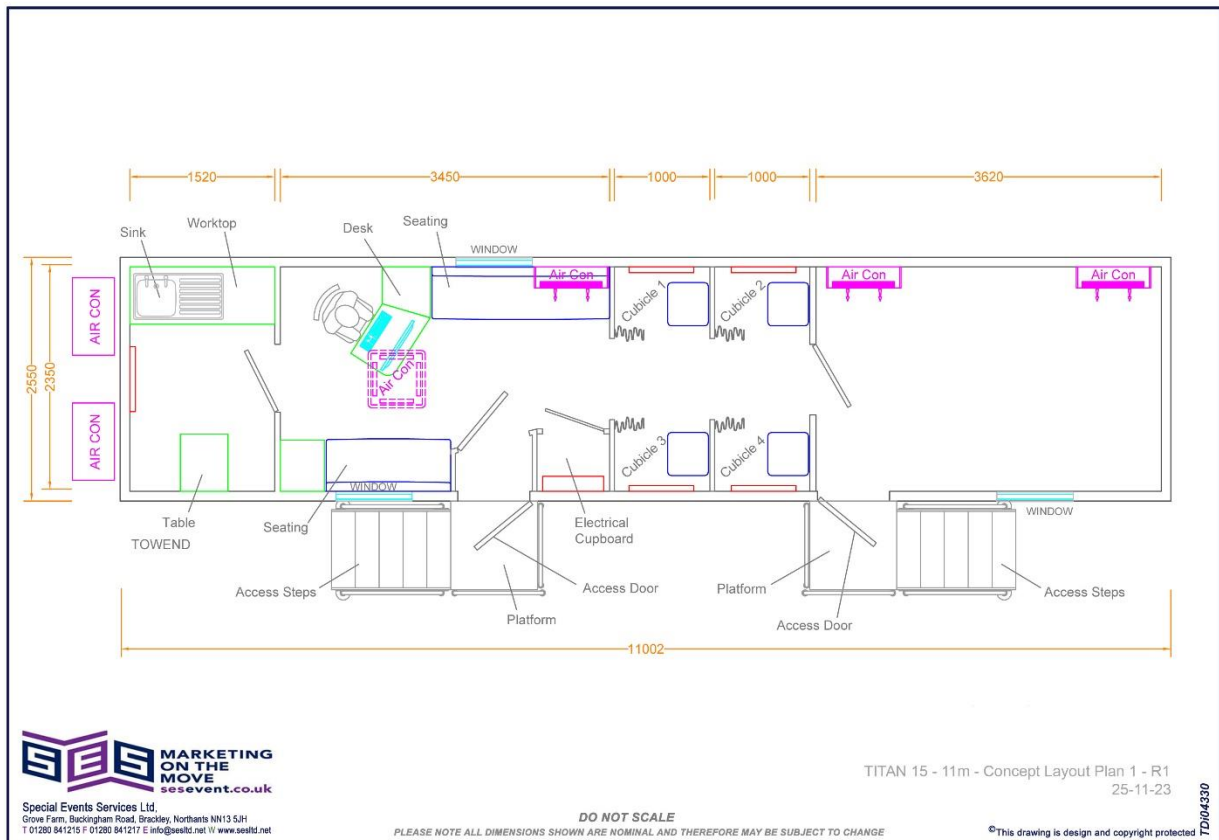 1520
3450
1000
1000
3620
Sink
Worktop
Desk
Seating
WINDOW
AIR CON
Air Con
Cubicle 1
Cubicle 2
Air Con
Air Con
2550
2350
Air Con
AIR CON
Cubicle 3
Cubicle 4
WINDOW
Table
TOWEND
Seating
Electrical
Cupboard
WINDOW
Access Steps
Access Door
Platform
Platform
Access Door
Access Steps
11002
SES
MARKETING
ON THE
MOVE
sesevent.co.uk
Special Events Services Ltd,
Grove Farm, Buckingham Road, Brackley, Northants NN13 5JH
T 01280 841215 F 01280 841217 E info@sesltd.net W www.sesltd.net
DO NOT SCALE
PLEASE NOTE ALL DIMENSIONS SHOWN ARE NOMINAL AND THEREFORE MAY BE SUBJECT TO CHANGE
TITAN 15 - 11m - Concept Layout Plan 1 - R1
25-11-23
©This drawing is design and copyright protected
TDi04330